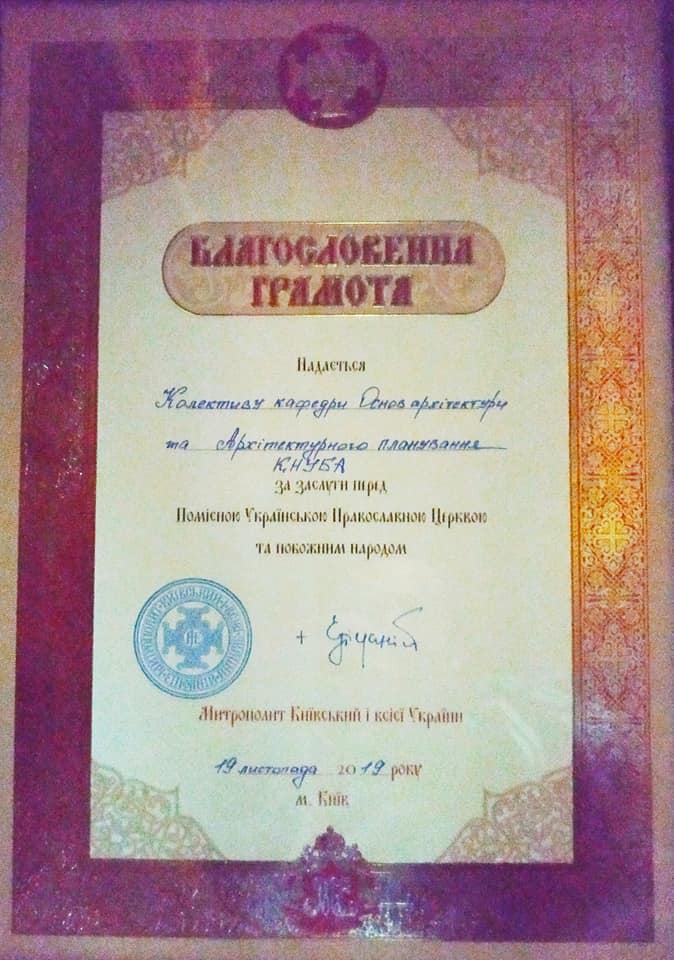 БЛАГОСЛОВЕННА
ГРАМОТА
Надається
Колективу кафедри Основ архітектури
та Архітектурного планування
КНУБА
за заслуги перед
Помісною Українською Православною Церквою
та побожним народом
+ Епіфаній
Митрополит Київський і всієї України
19 листопада 2019 року
м. Київ